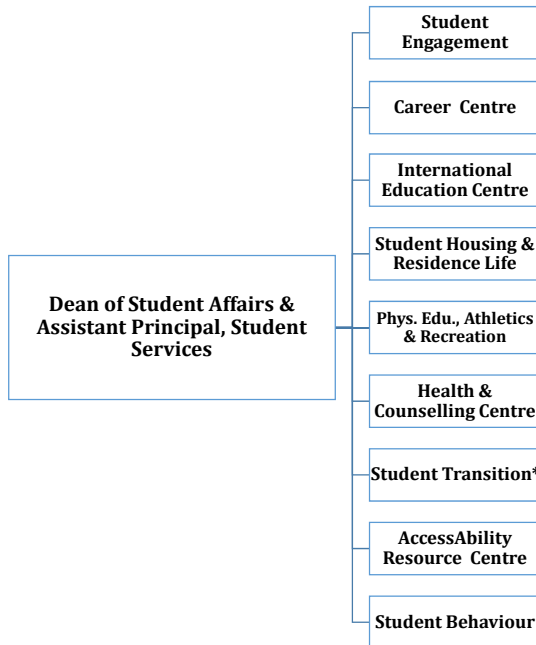 Student
Engagement
Career Centre
International
Education Centre
Student Housing &
Residence Life
Dean of Student Affairs &
Assistant Principal, Student
Services
Phys. Edu., Athletics
& Recreation
Health &
Counselling Centre
Student Transition*
AccessAbility
Resource Centre
Student Behaviour